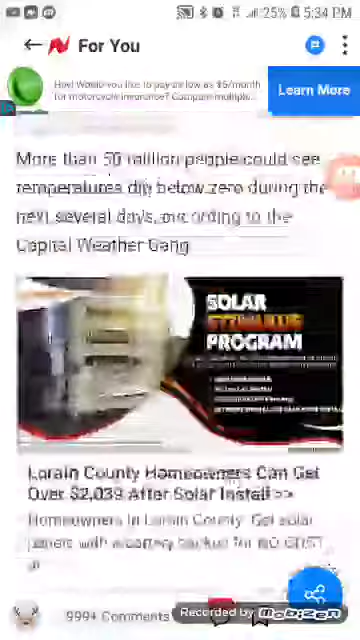 25% 5:34 PM
For You
Hey! Would you like to pay as low as $5/month
for motorcycle insurance? Compare multiple...
Learn More
More than 50 million people could see
temperatures dip below zero during the
next several days, according to the
Capital Weather Gang
SOLAR
STIMULUS
PROGRAM
Lorain County Homeowners Can Get
Over $2,039 After Solar Install >>
Homeowners in Lorain County: Get solar
panels with a battery backup for NO COST
999+ Comments
Recorded by Mobizen